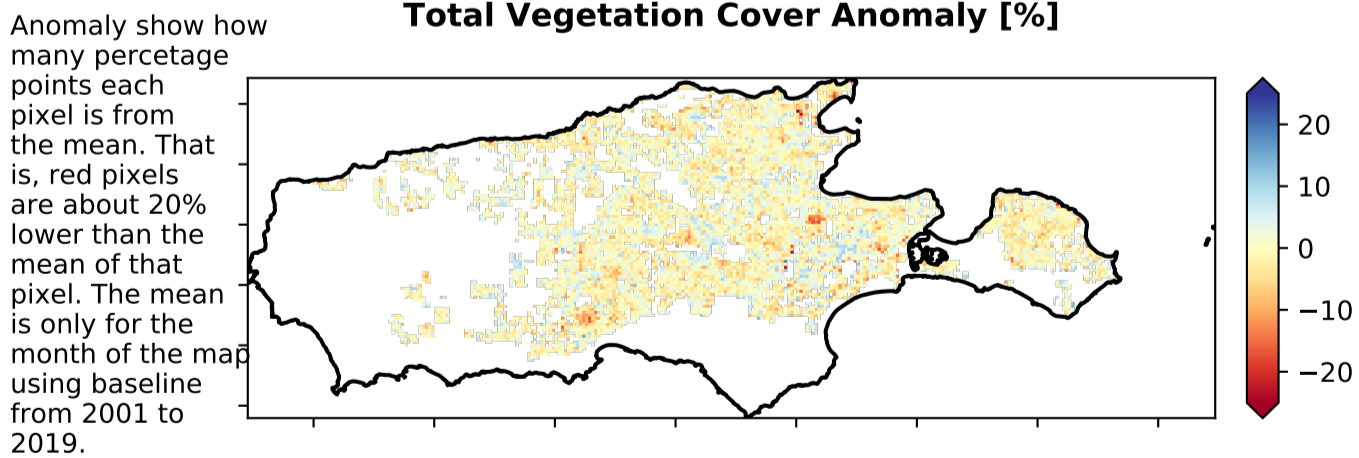 Total Vegetation Cover Anomaly [%]
Anomaly show how
many percetage
points each
pixel is from
the mean. That
is, red pixels
are about 20%
lower than the
mean of that
pixel. The mean
is only for the
month of the map
using baseline
from 2001 to
2019.
20
10
0
−10
−20